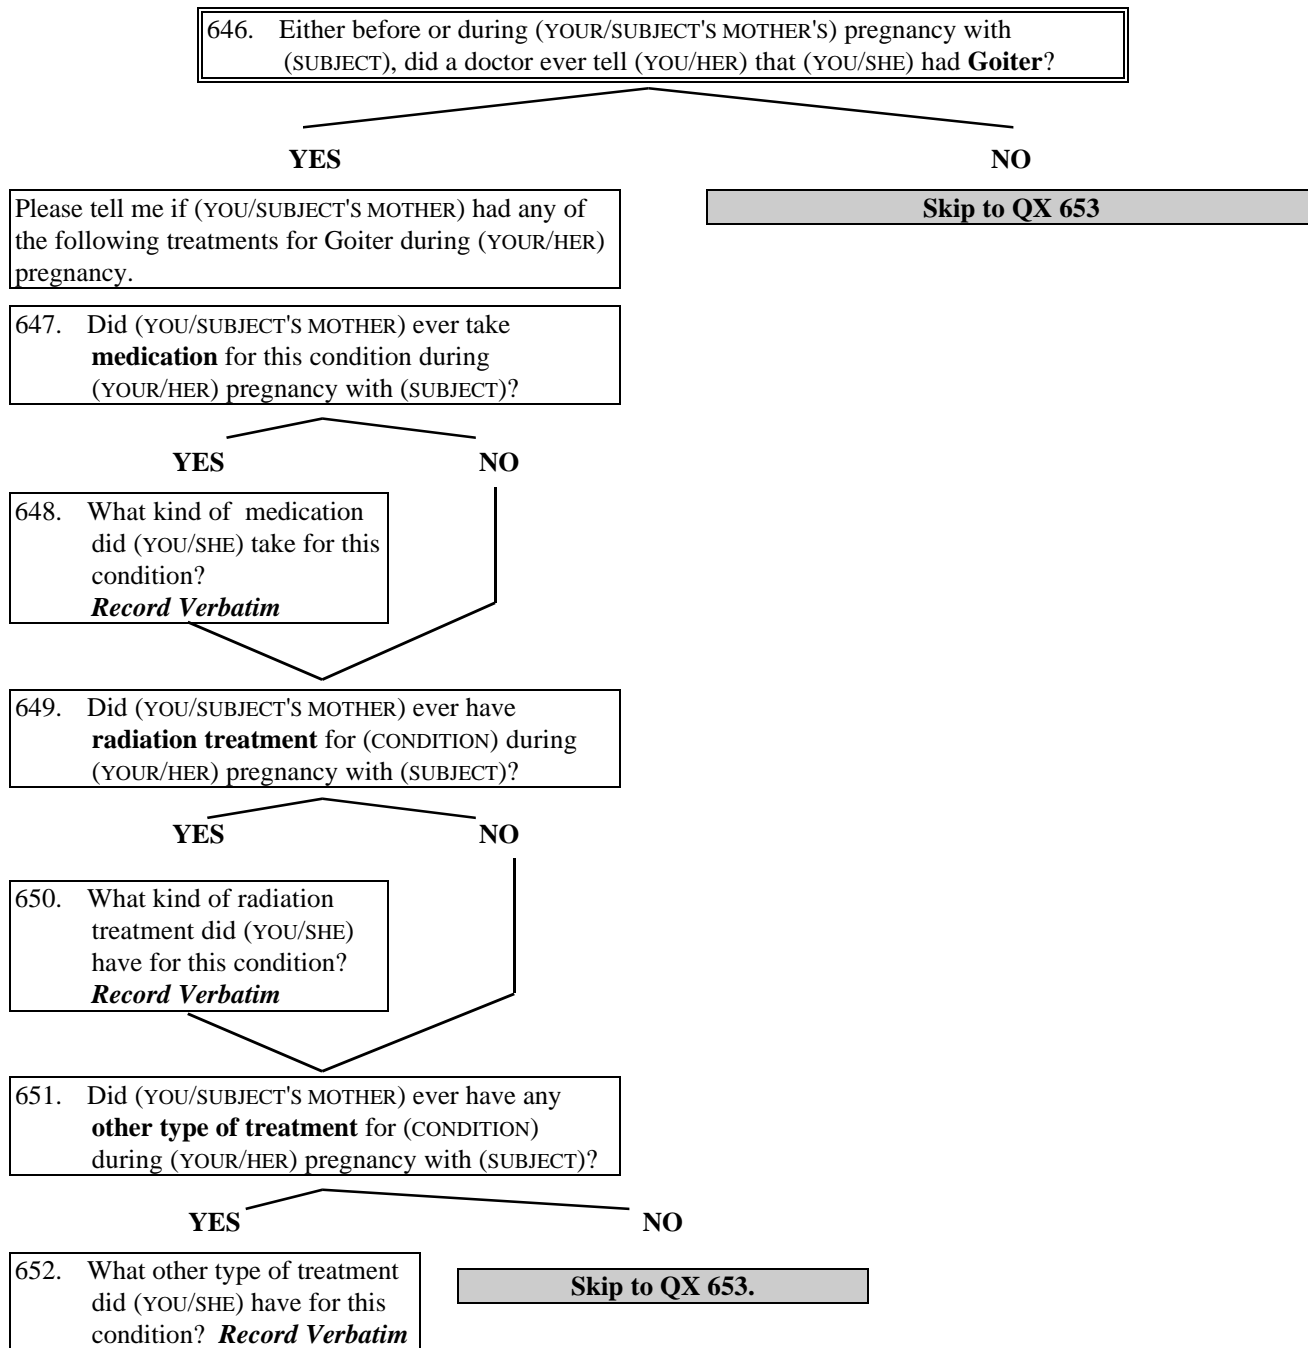 646. Either before or during (YOUR/SUBJECT'S MOTHER'S) pregnancy with
(SUBJECT), did a doctor ever tell (YOU/HER) that (YOU/SHE) had Goiter?
YES
NO
Please tell me if (YOU/SUBJECT'S MOTHER) had any of
the following treatments for Goiter during (YOUR/HER)
pregnancy.
Skip to QX 653
647. Did (YOU/SUBJECT'S MOTHER) ever take
medication for this condition during
(YOUR/HER) pregnancy with (SUBJECT)?
YES
NO
648. What kind of medication
did (YOU/SHE) take for this
condition?
Record Verbatim
649. Did (YOU/SUBJECT'S MOTHER) ever have
radiation treatment for (CONDITION) during
(YOUR/HER) pregnancy with (SUBJECT)?
YES
NO
650. What kind of radiation
treatment did (YOU/SHE)
have for this condition?
Record Verbatim
651. Did (YOU/SUBJECT'S MOTHER) ever have any
other type of treatment for (CONDITION)
during (YOUR/HER) pregnancy with (SUBJECT)?
YES
NO
652. What other type of treatment
did (YOU/SHE) have for this
condition? Record Verbatim
Skip to QX 653.